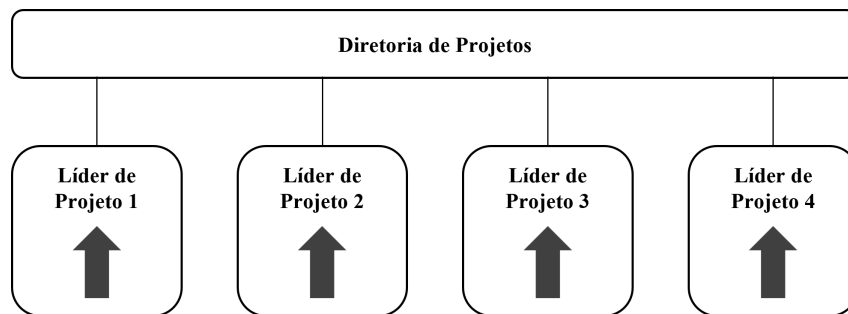 Diretoria de Projetos
Líder de
Projeto 1
Líder de
Projeto 2
Líder de
Projeto 3
Líder de
Projeto 4